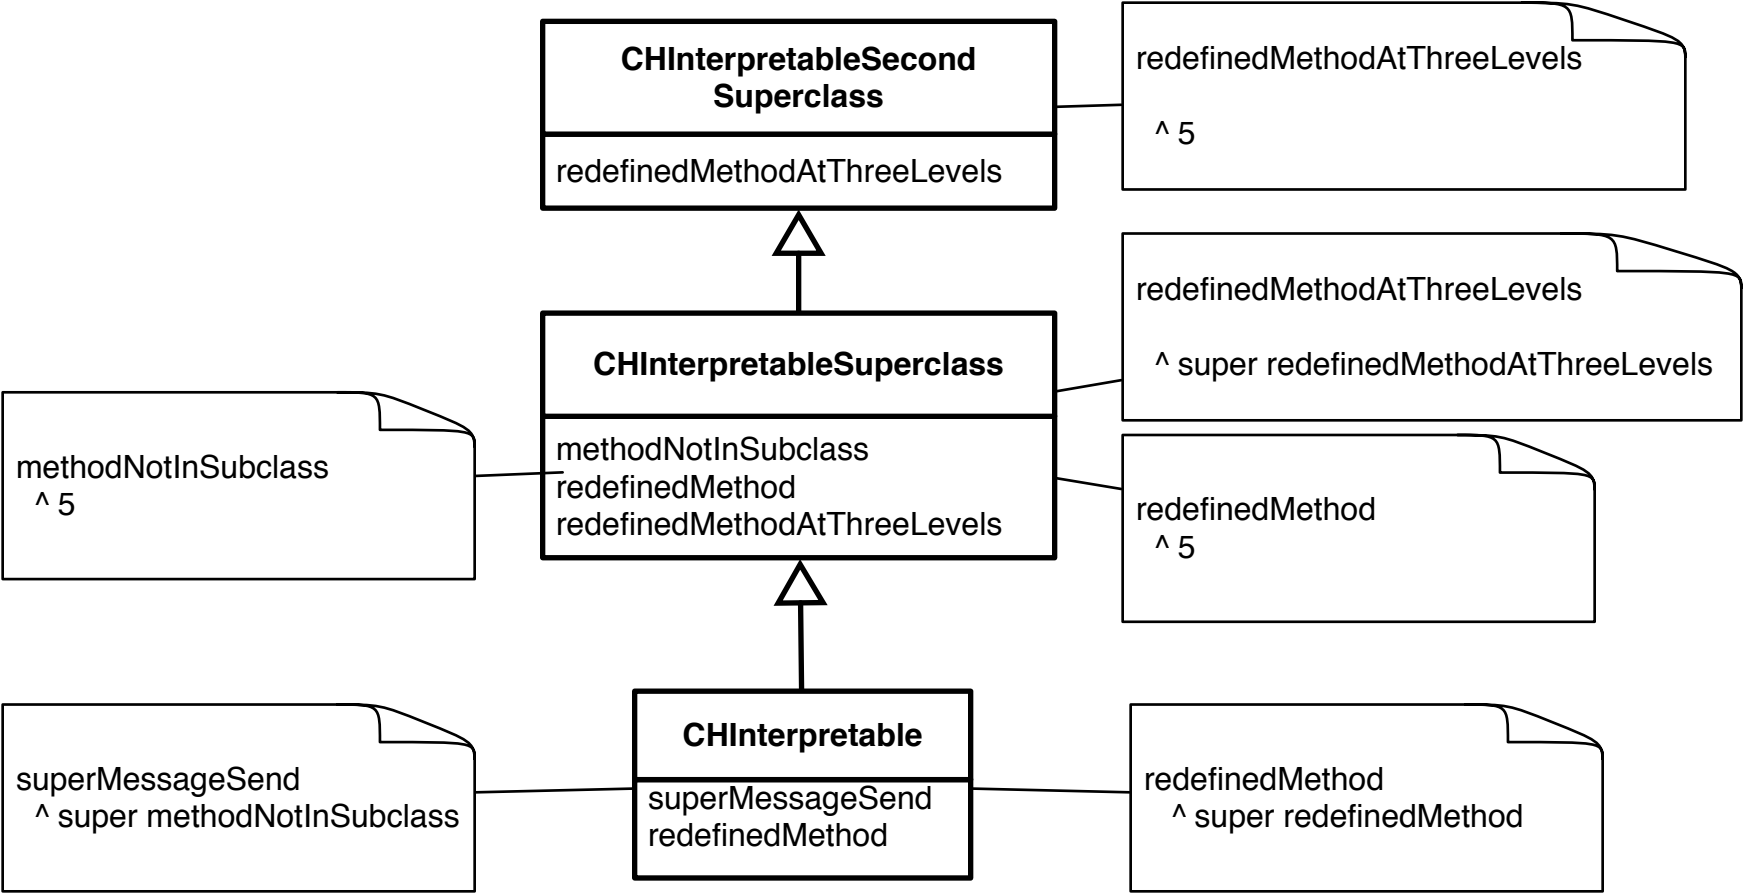 CHInterpretableSecond
Superclass
redefinedMethodAtThreeLevels
redefinedMethodAtThreeLevels
^ 5
CHInterpretableSuperclass
methodNotInSubclass
redefinedMethod
redefinedMethodAtThreeLevels
redefinedMethodAtThreeLevels
^ super redefinedMethodAtThreeLevels
methodNotInSubclass
^ 5
redefinedMethod
^ 5
CHInterpretable
superMessageSend
redefinedMethod
superMessageSend
^ super methodNotInSubclass
redefinedMethod
^ super redefinedMethod